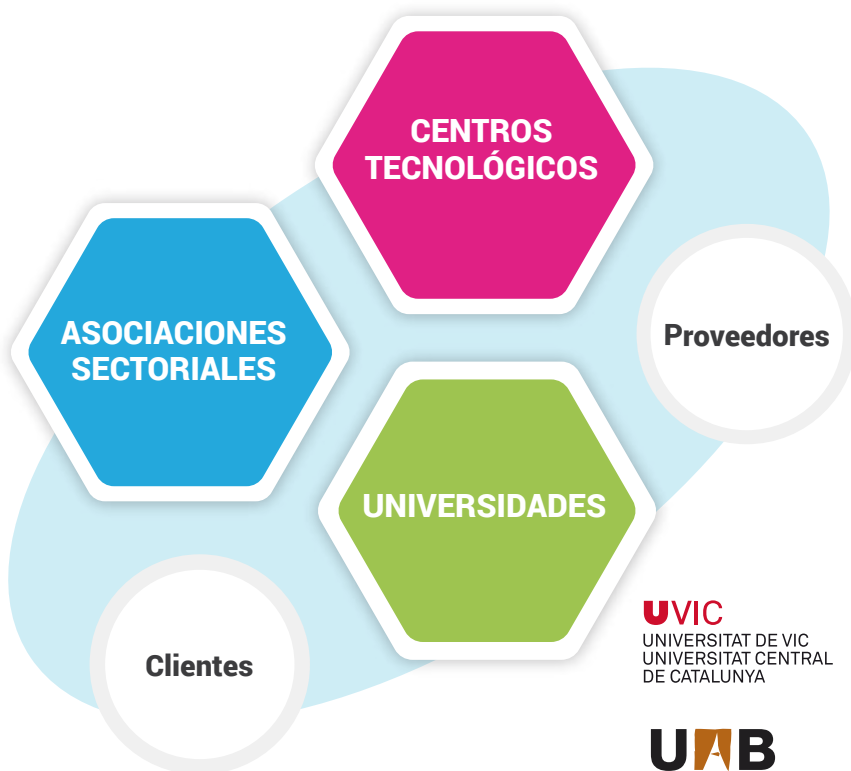 CENTROS
TECNOLÓGICOS
ASOCIACIONES
SECTORIALES
Proveedores
UNIVERSIDADES
Clientes
UVIC
UNIVERSITAT DE VIC
UNIVERSITAT CENTRAL
DE CATALUNYA
UAB